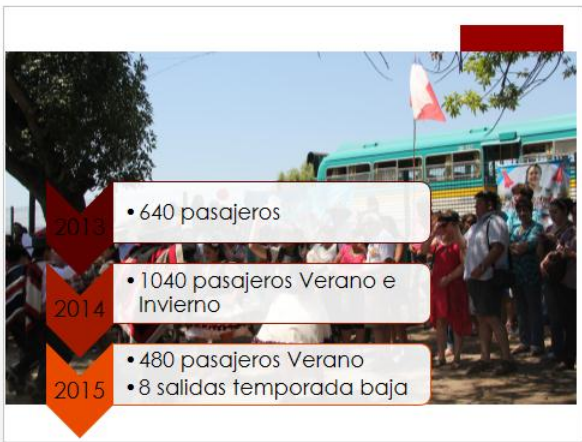 2013
• 640 pasajeros
2014
• 1040 pasajeros Verano e
Invierno
2015
• 480 pasajeros Verano
• 8 salidas temporada baja